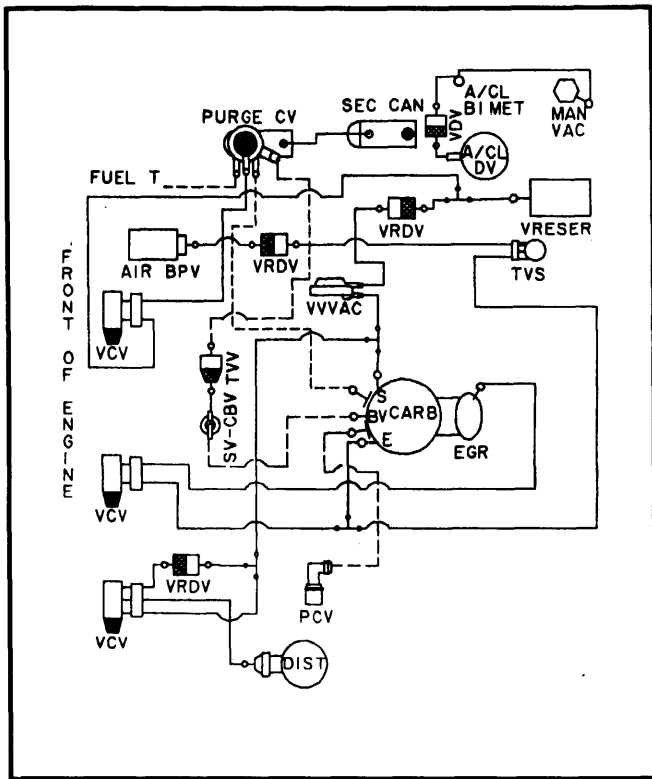 A/CL
BI MET
MAN
VAC
SEC CAN
VDV
PURGE CV
A/CL
DV
FUEL T
VRDV
VRESER
AIR BPV
VRDV
TVS
VVVAC
VCV
FRONT OF ENGINE
SV-CBV TVV
S
BV
CARB
E
EGR
VCV
VRDV
PCV
VCV
DIST